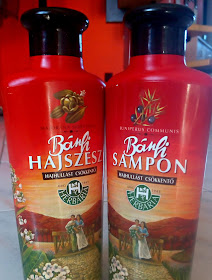 Bánfi
HAJSZESZ
HAJHULLÁST CSÖKKENTŐ
HERBÁRIA
JUNIPERUS COMMUNIS
Bánfi
SAMPON
HAJHULLÁST CSÖKKENTŐ
HERBÁRIA